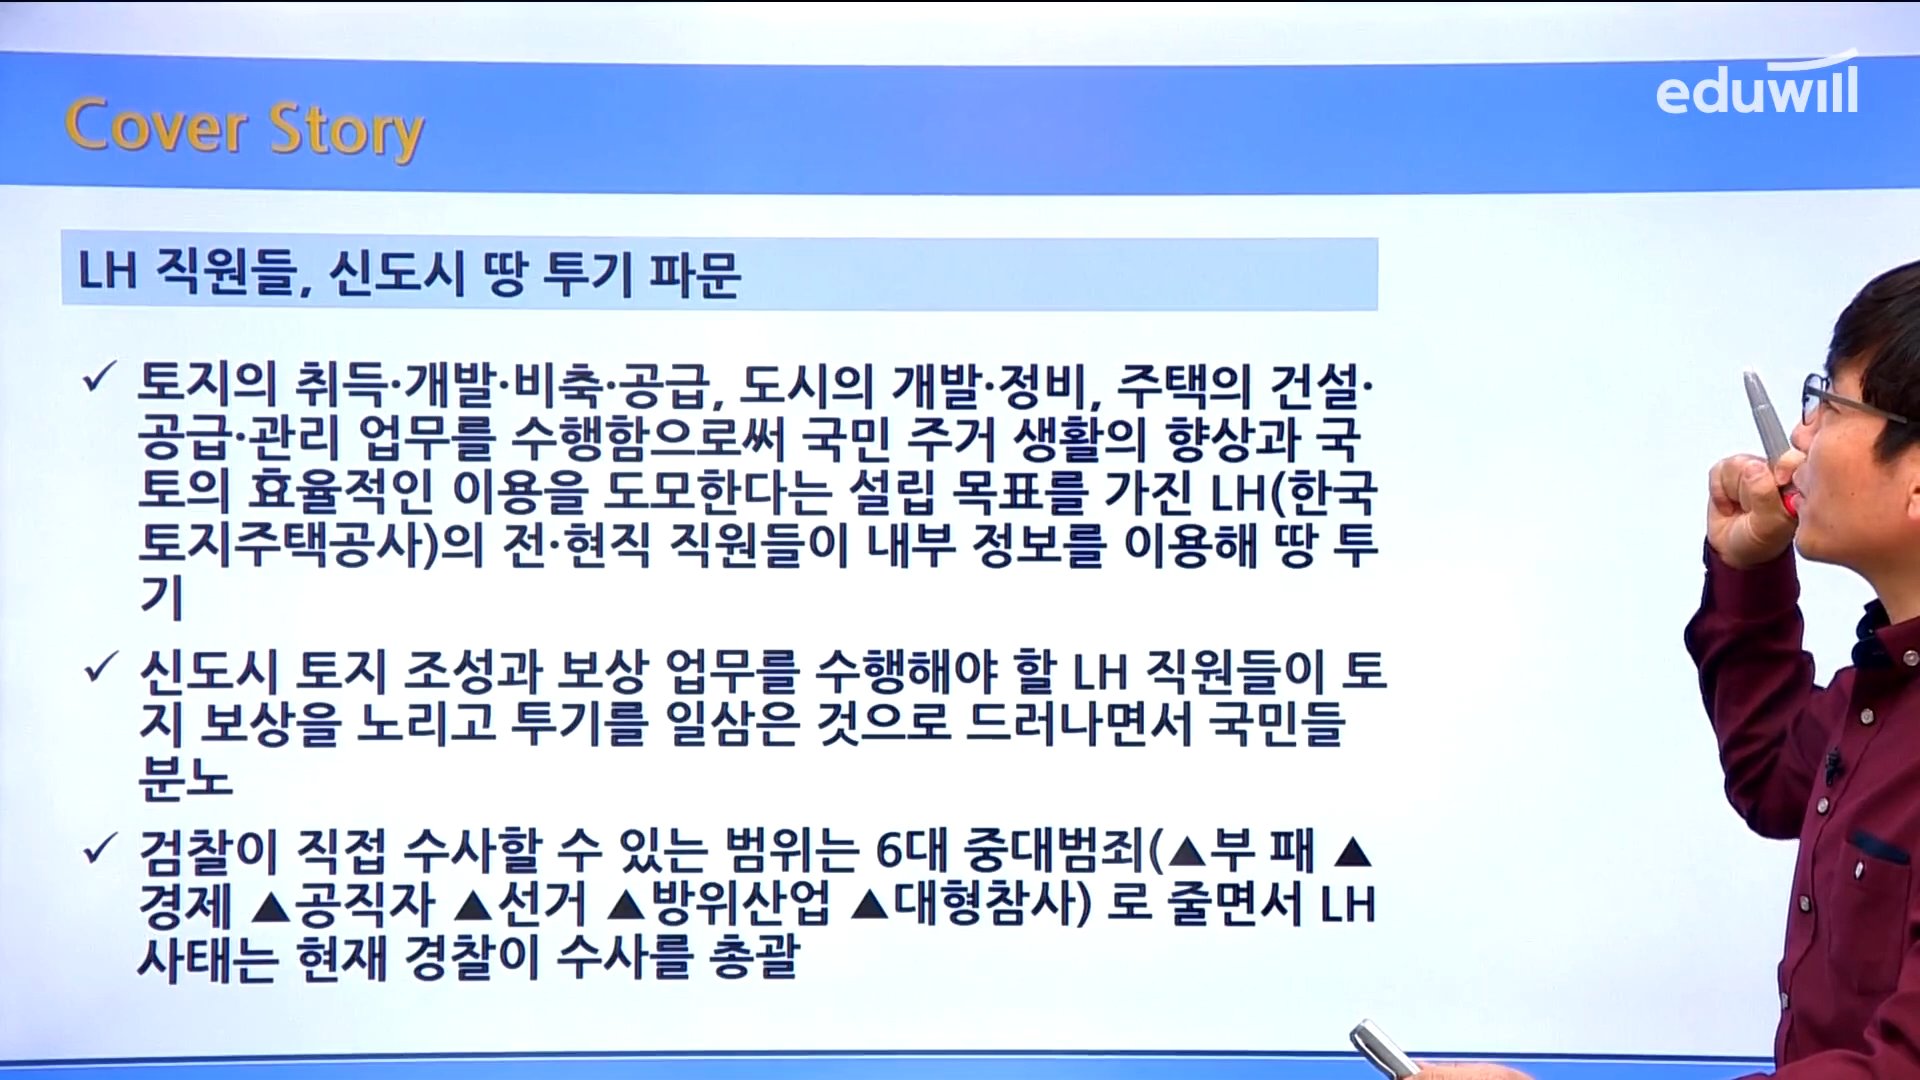 eduwill
Cover Story
LH 직원들, 신도시 땅 투기 파문
✓ 토지의 취득·개발·비축·공급, 도시의 개발·정비, 주택의 건설·
공급·관리 업무를 수행함으로써 국민 주거 생활의 향상과 국
토의 효율적인 이용을 도모한다는 설립 목표를 가진 LH(한국
토지주택공사)의 전·현직 직원들이 내부 정보를 이용해 땅 투
기
✓ 신도시 토지 조성과 보상 업무를 수행해야 할 LH 직원들이 토
지 보상을 노리고 투기를 일삼은 것으로 드러나면서 국민들
분노
✓ 검찰이 직접 수사할 수 있는 범위는 6대 중대범죄(▲부 패 ▲
경제 ▲공직자 ▲선거 ▲방위산업 ▲대형참사) 로 줄면서 LH
사태는 현재 경찰이 수사를 총괄